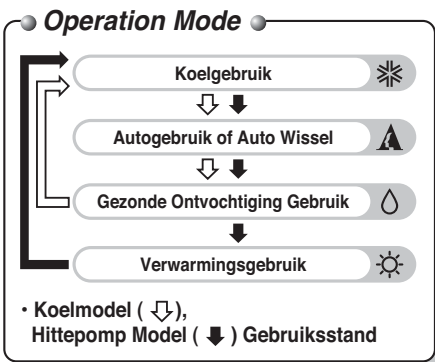 Operation Mode
Koelgebruik
Autogebruik of Auto Wissel
Gezonde Ontvochtiging Gebruik
Verwarmingsgebruik
• Koelmodel ( ⇩ ),
Hittepomp Model ( 🡇 ) Gebruiksstand